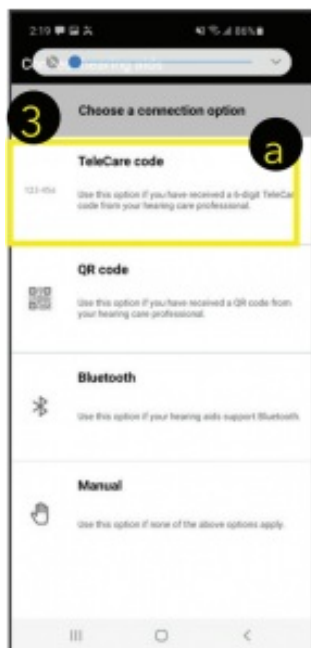 2:19
86%
Choose a connection option
3
a
TeleCare code
123-456
Use this option if you have received a 6-digit TeleCar
code from your hearing care professional.
QR code
Use this option if you have received a QR code from
your hearing care professional.
Bluetooth
Use this option if your hearing aids support Bluetooth.
Manual
Use this option if none of the above options apply.